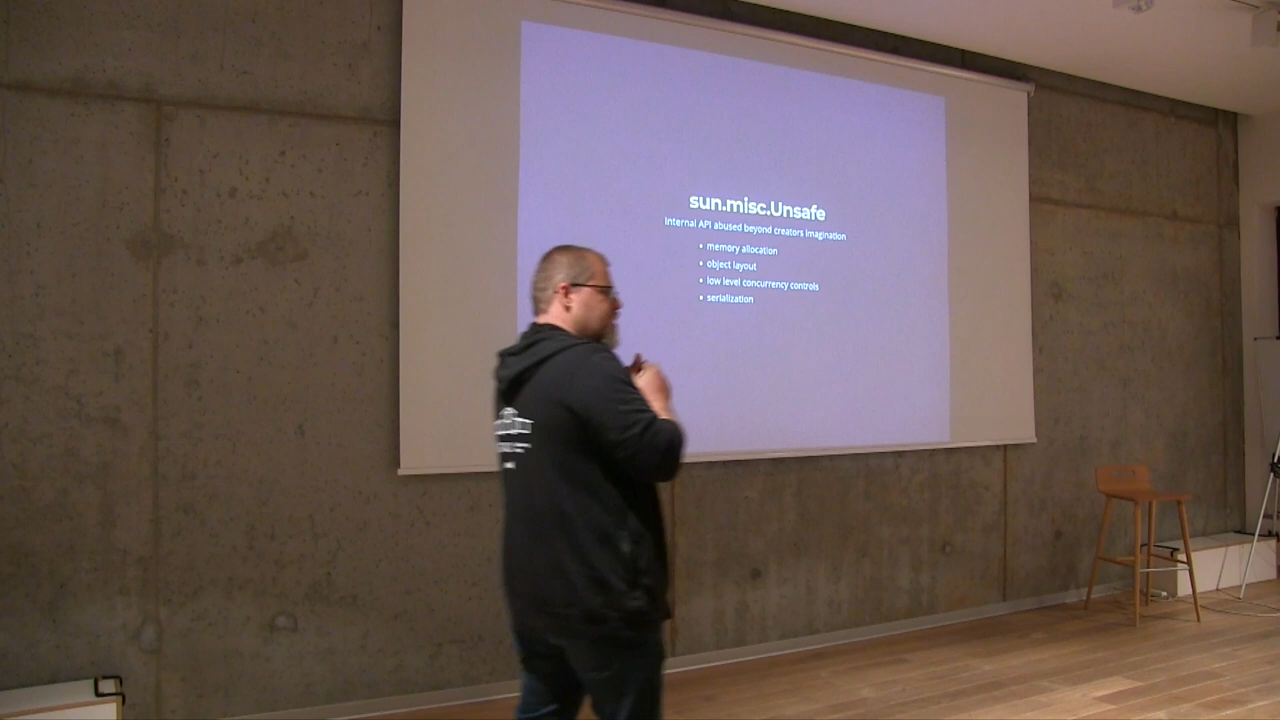 sun.misc.Unsafe
Internal API abused beyond creators imagination
• memory allocation
• object layout
• low level concurrency controls
• serialization